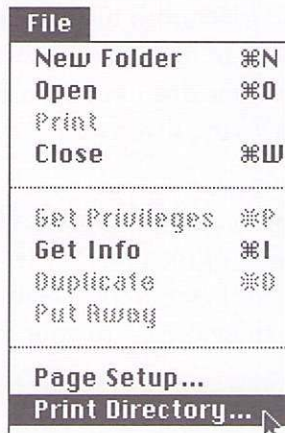 File
New Folder ⌘N
Open ⌘O
Print
Close ⌘W
Get Privileges ⌘P
Get Info ⌘I
Duplicate ⌘D
Put Away
Page Setup...
Print Directory...